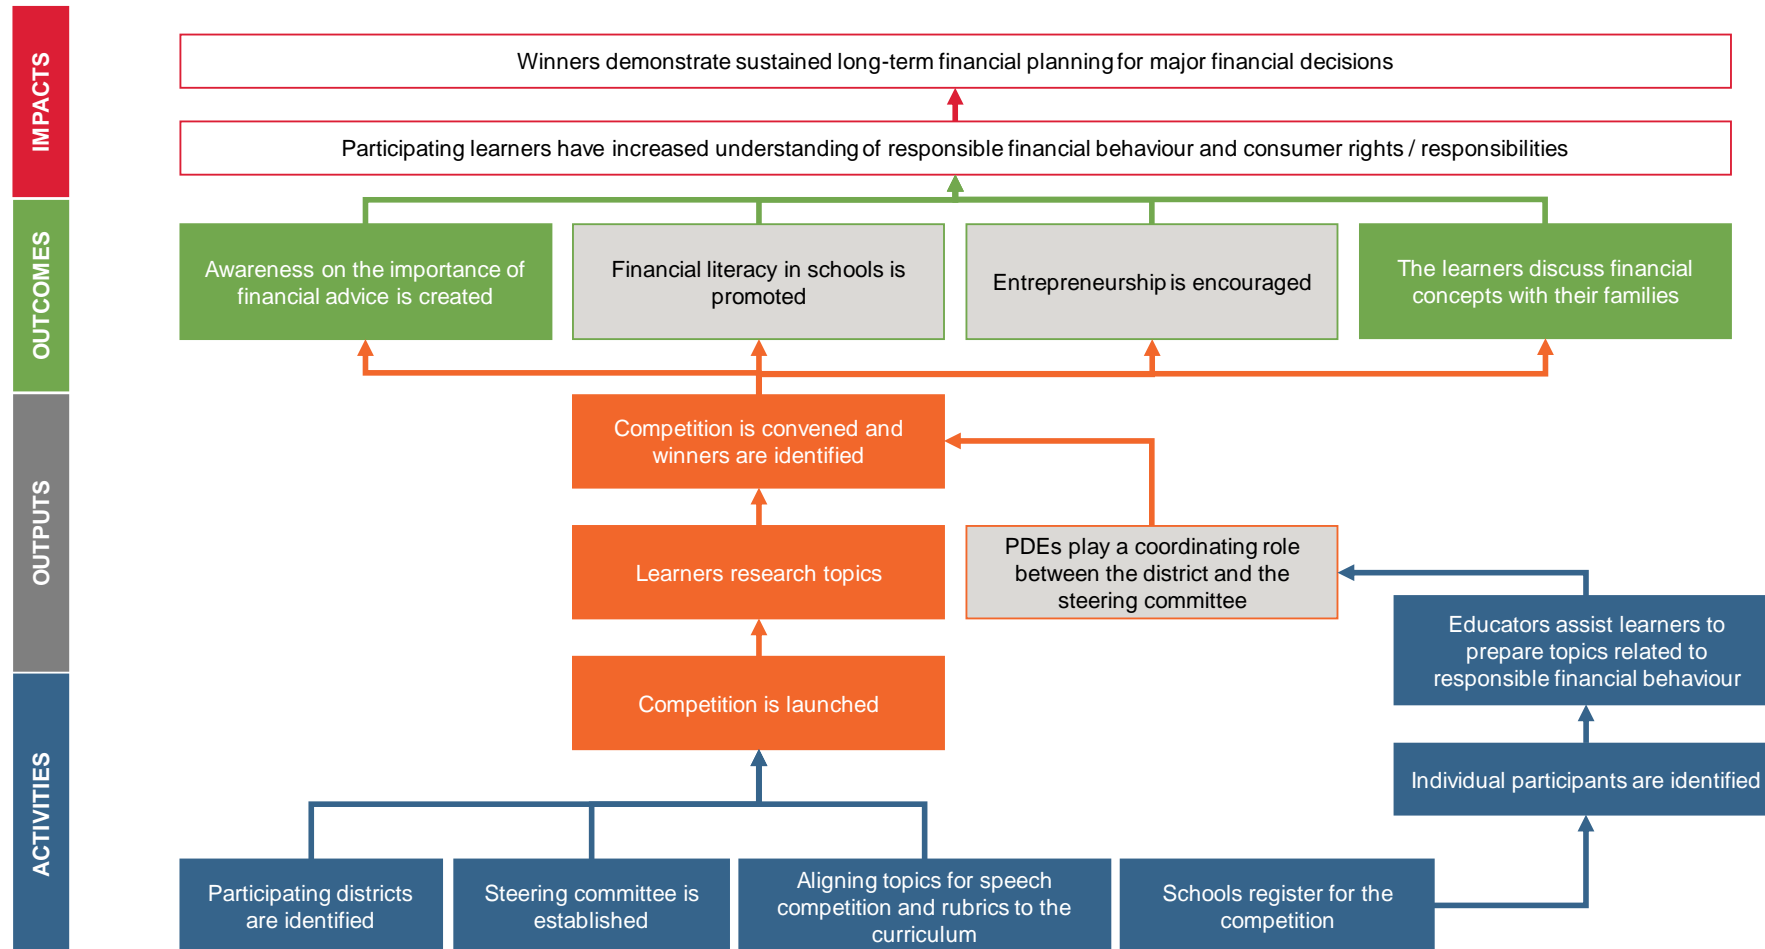 IMPACTS
Winners demonstrate sustained long-term financial planning for major financial decisions
Participating learners have increased understanding of responsible financial behaviour and consumer rights / responsibilities
OUTCOMES
Awareness on the importance of
financial advice is created
Financial literacy in schools is
promoted
Entrepreneurship is encouraged
The learners discuss financial
concepts with their families
OUTPUTS
Competition is convened and
winners are identified
Learners research topics
PDEs play a coordinating role
between the district and the
steering committee
Competition is launched
Educators assist learners to
prepare topics related to
responsible financial behaviour
ACTIVITIES
Individual participants are identified
Participating districts
are identified
Steering committee is
established
Aligning topics for speech
competition and rubrics to the
curriculum
Schools register for the
competition